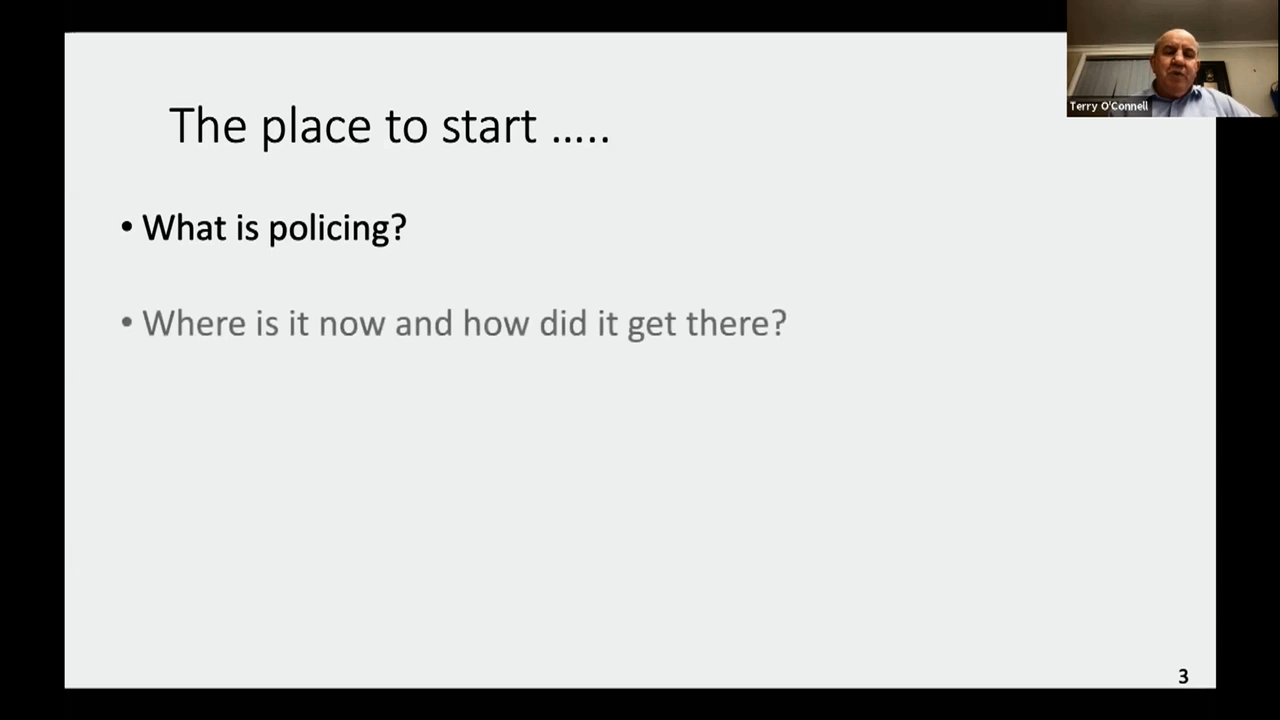 The place to start .....
• What is policing?
• Where is it now and how did it get there?
Terry O'Connell
3